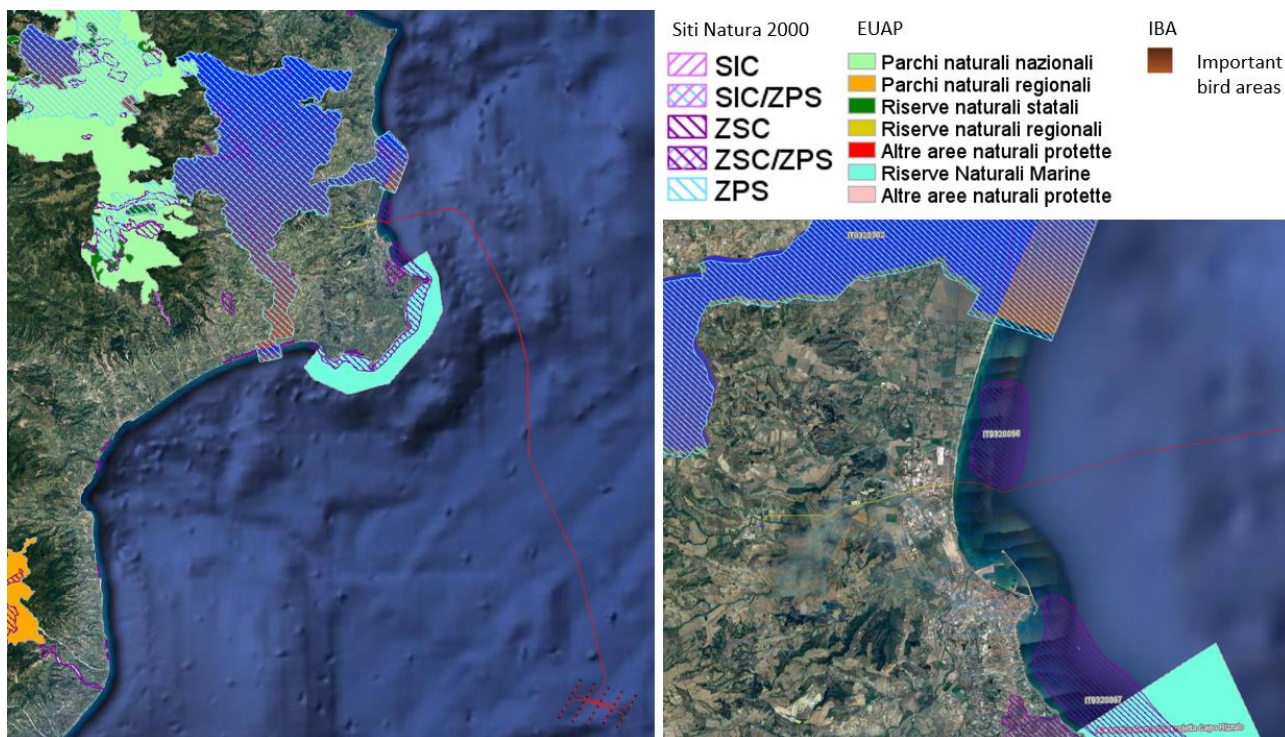 Siti Natura 2000
SIC
SIC/ZPS
ZSC
ZSC/ZPS
ZPS
EUAP
Parchi naturali nazionali
Parchi naturali regionali
Riserve naturali statali
Riserve naturali regionali
Altre aree naturali protette
Riserve Naturali Marine
Altre aree naturali protette
IBA
Important
bird areas
IT9320302
IT9320096
IT9320097
Capo Rizzuto